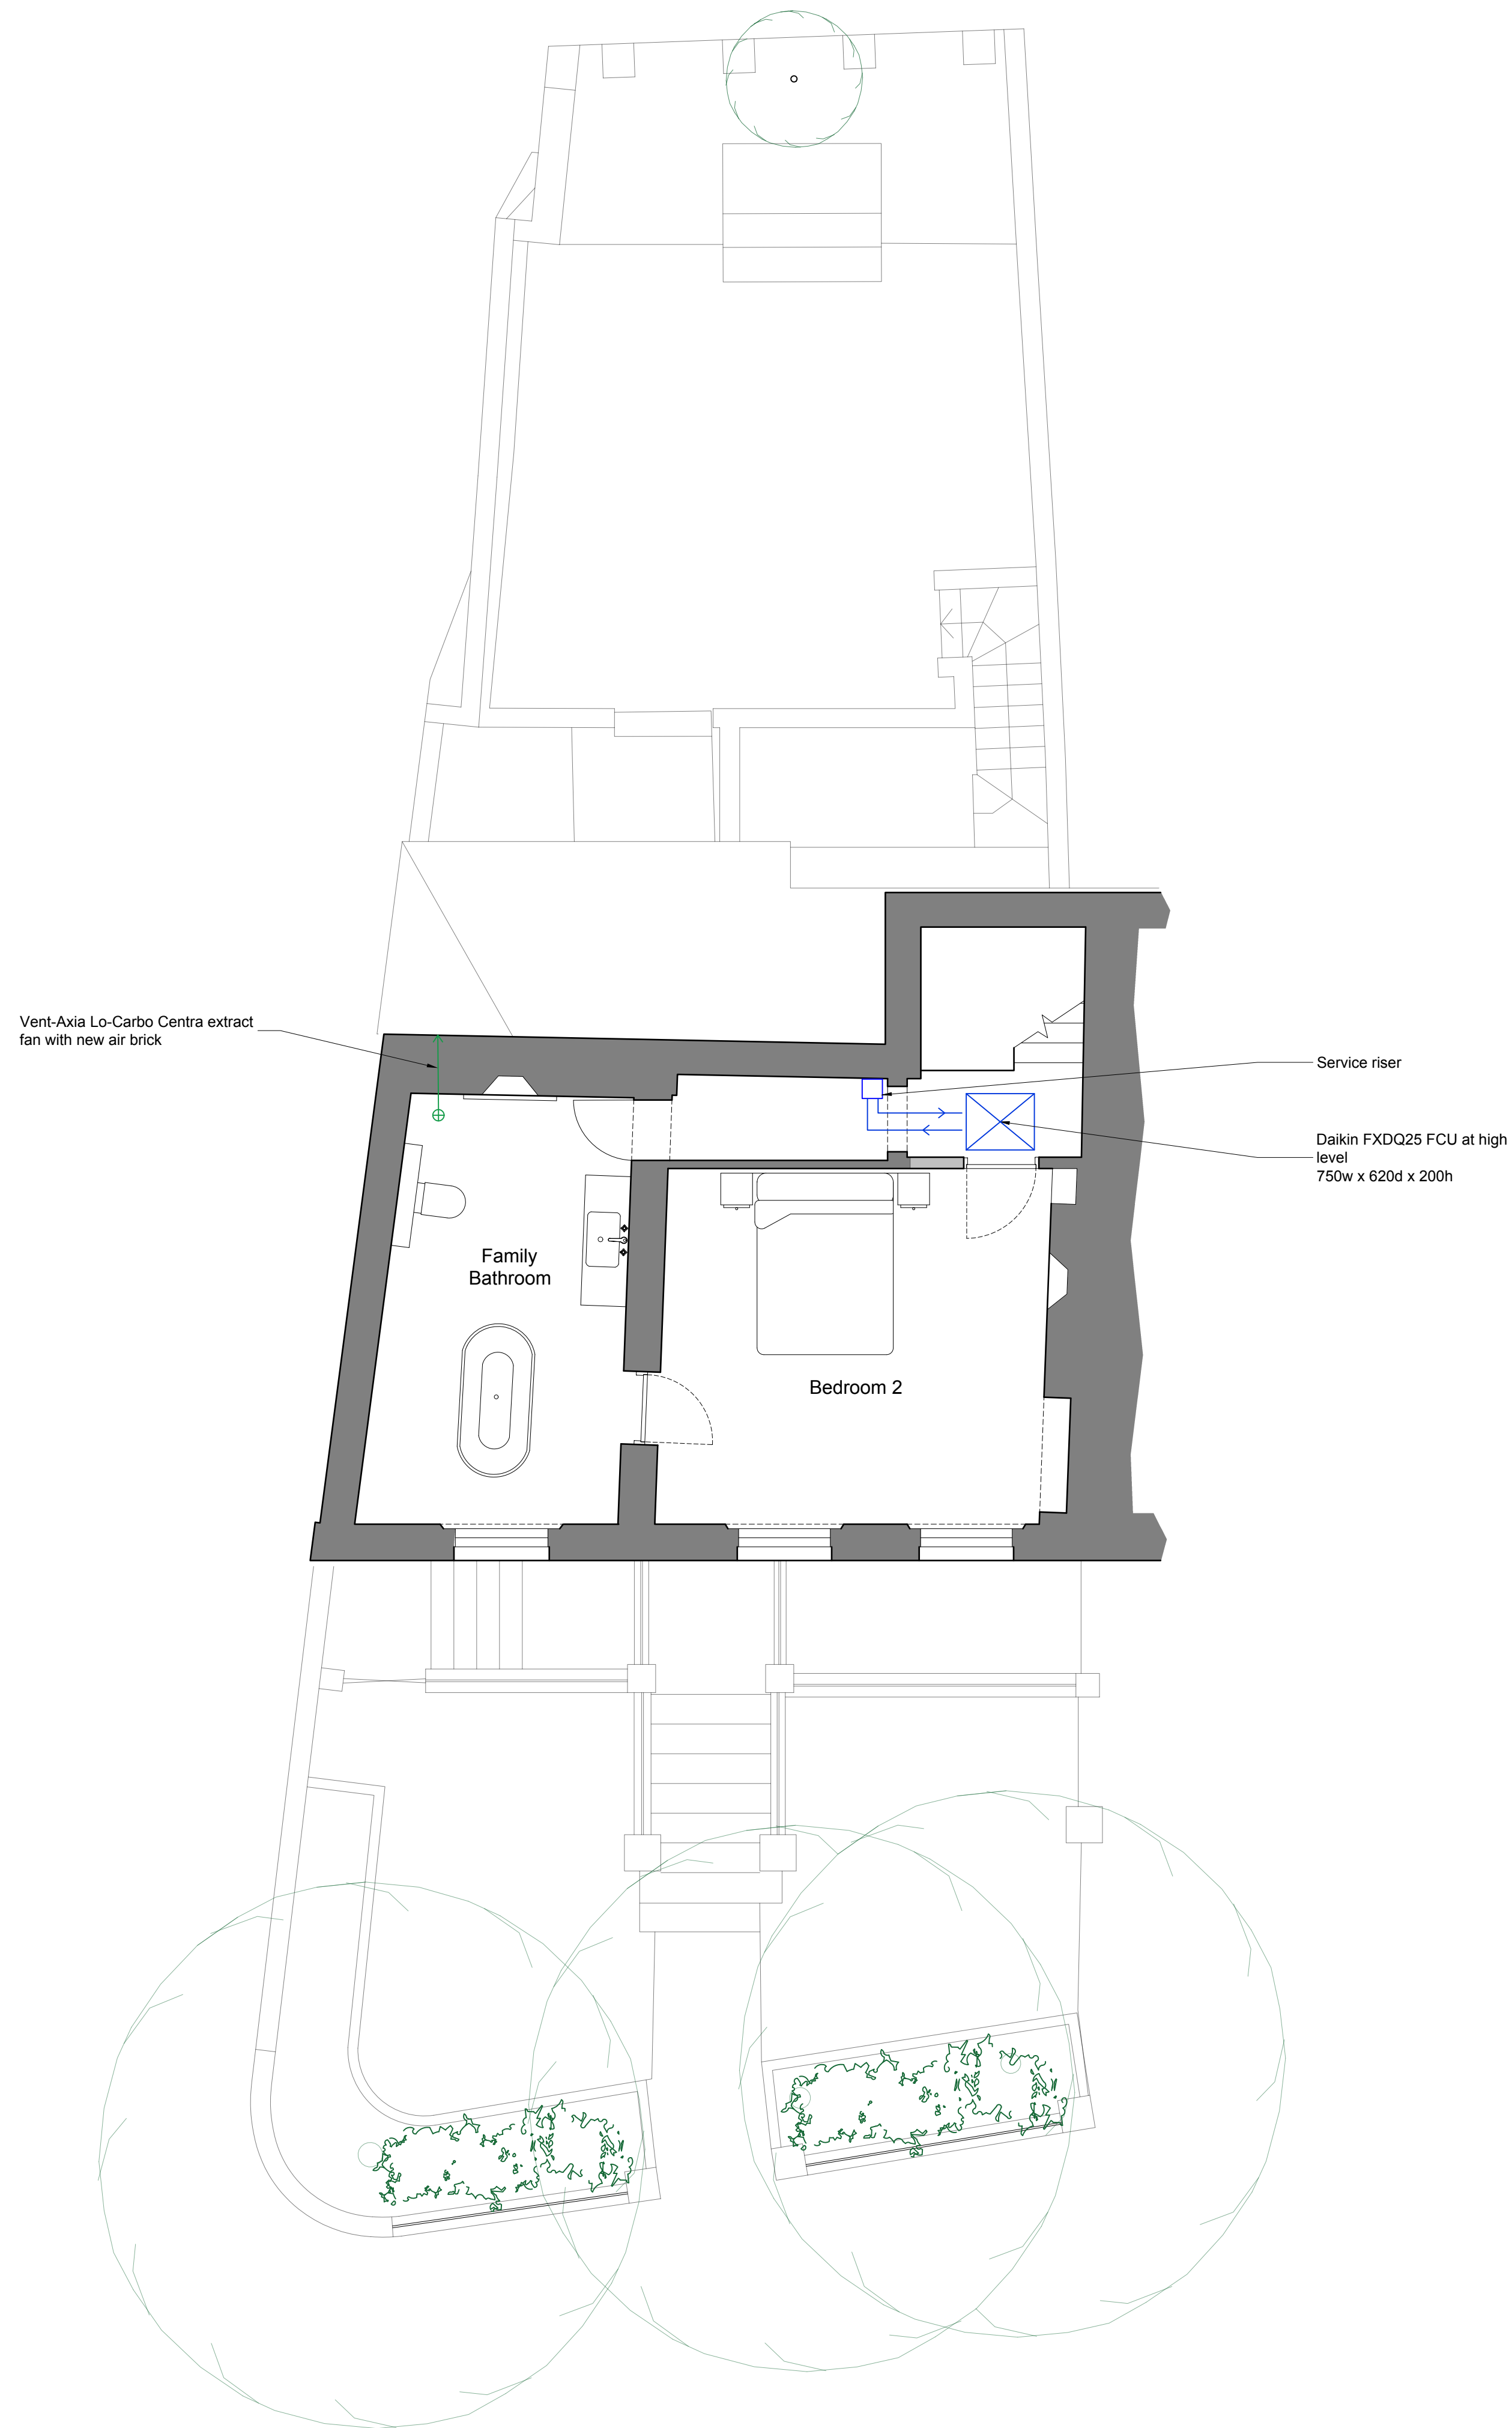 Vent-Axia Lo-Carbo Centra extract
fan with new air brick
Service riser
Daikin FXDQ25 FCU at high
level
750w x 620d x 200h
Family
Bathroom
Bedroom 2